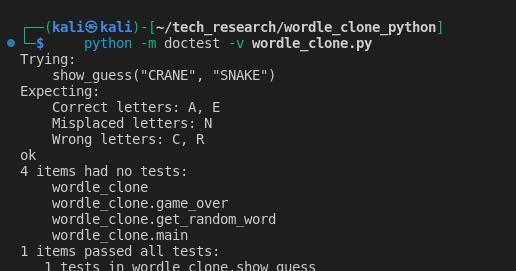 ┌──(kali㉿kali)-[~/tech_research/wordle_clone_python]
└─$ python -m doctest -v wordle_clone.py
Trying:
    show_guess("CRANE", "SNAKE")
Expecting:
    Correct letters: A, E
    Misplaced letters: N
    Wrong letters: C, R
ok
4 items had no tests:
    wordle_clone
    wordle_clone.game_over
    wordle_clone.get_random_word
    wordle_clone.main
1 items passed all tests:
   1 tests in wordle_clone.show_guess